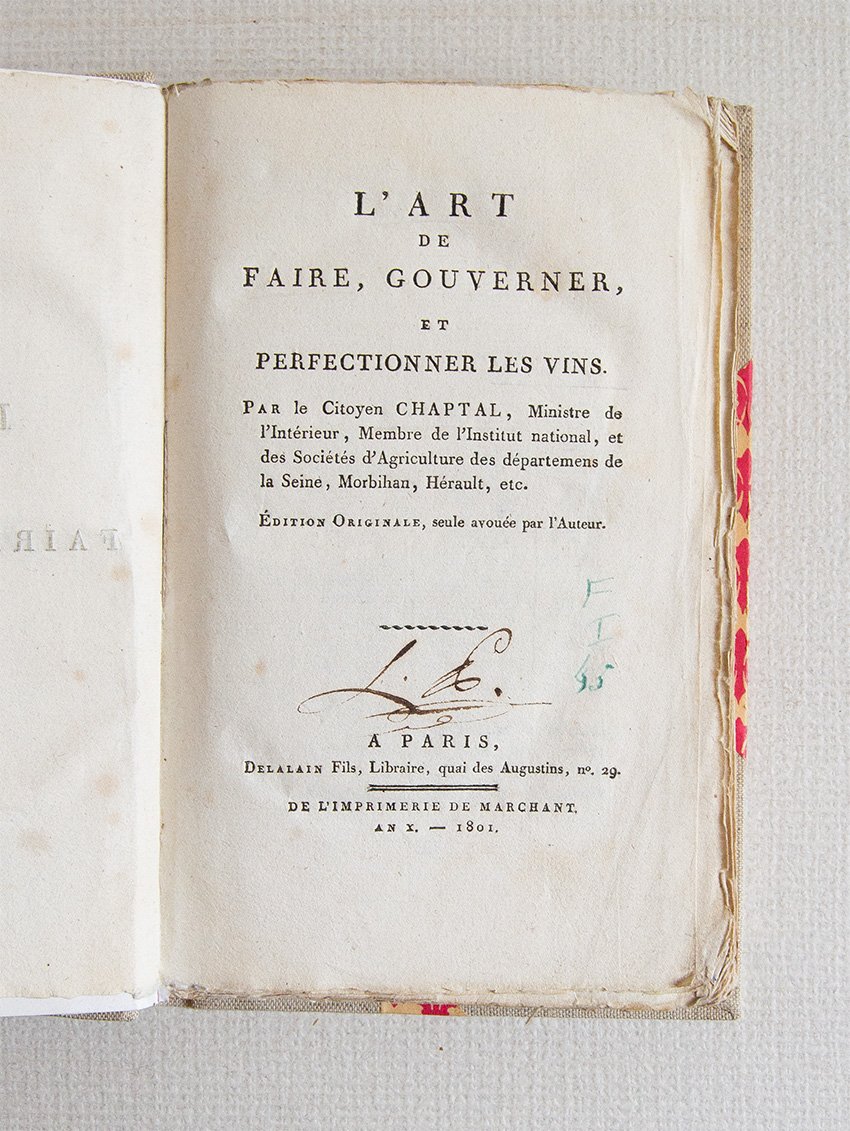 L'ART
DE
FAIRE, GOUVERNER,
ET
PERFECTIONNER LES VINS.
PAR le Citoyen CHAPTAL, Ministre de
l'Intérieur, Membre de l'Institut national, et
des Sociétés d'Agriculture des départemens de
la Seine, Morbihan, Hérault, etc.
ÉDITION ORIGINALE, seule avouée par l'Auteur.
F
I
A PARIS,
DELALAIN Fils, Libraire, quai des Augustins, nº. 29.
DE L'IMPRIMERIE DE MARCHANT.
AN X. — 1801.